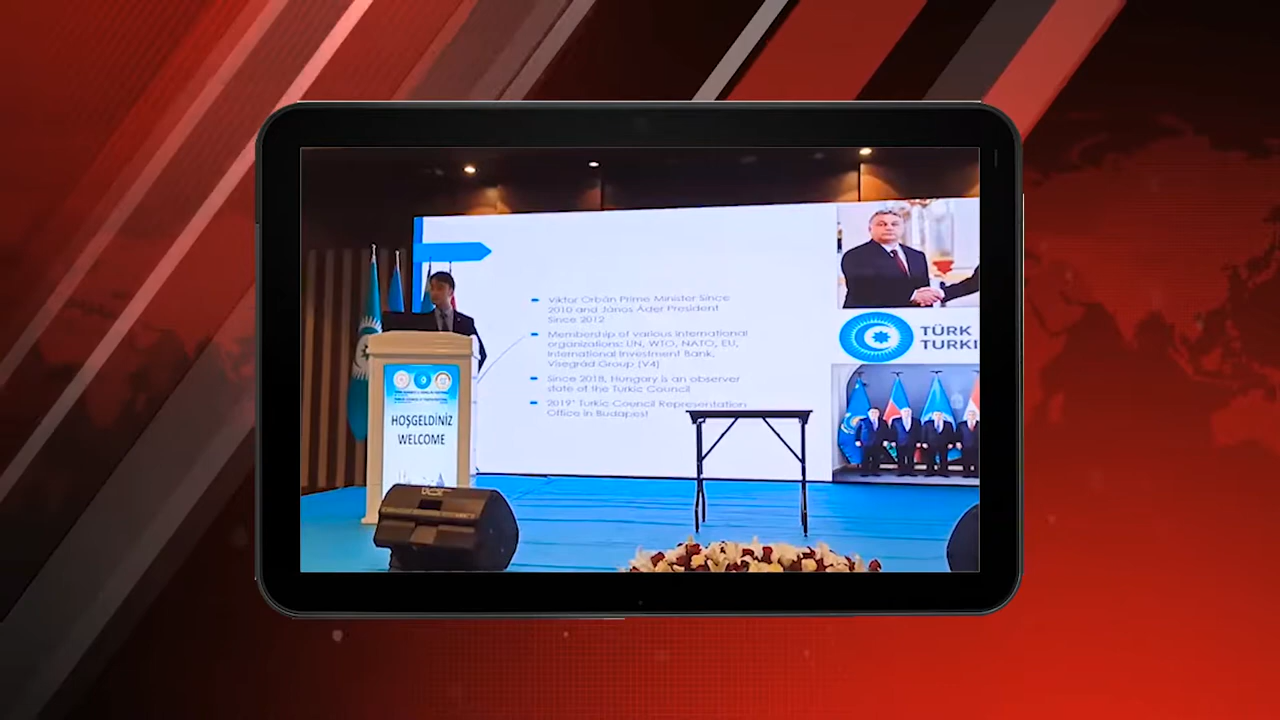 Viktor Orbán Prime Minister Since
2010 and János Áder President
Since 2012
Membership of various international
organizations: UN, WTO, NATO, EU,
International Investment Bank,
Visegrád Group (V4)
Since 2018, Hungary is an observer
state of the Turkic Council
2019* Turkic Council Representation
Office in Budapest
TÜRK
TURKI
HOŞGELDİNİZ
WELCOME